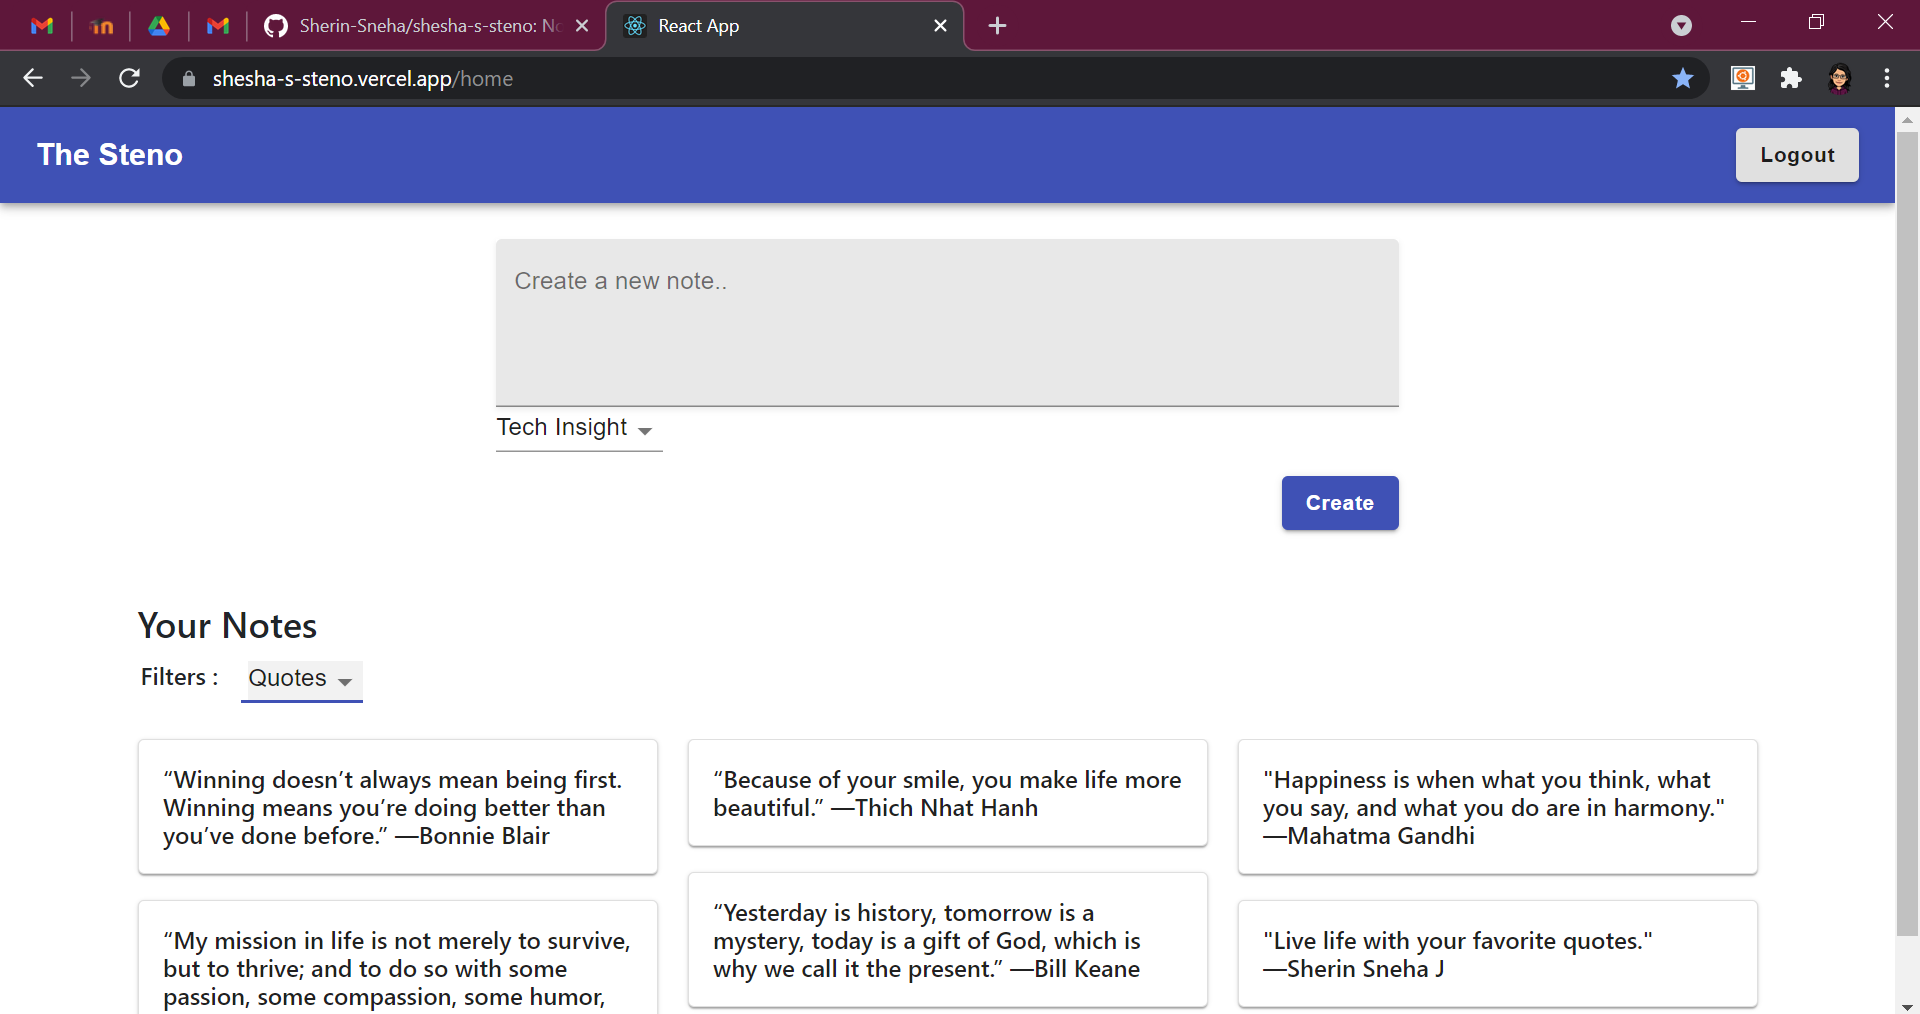 Sherin-Sneha/shesha-s-steno: No
React App
shesha-s-steno.vercel.app/home
The Steno
Logout
Create a new note..
Tech Insight
Create
Your Notes
Filters :
Quotes
“Winning doesn’t always mean being first.
Winning means you’re doing better than
you’ve done before.” —Bonnie Blair
“Because of your smile, you make life more
beautiful.” —Thich Nhat Hanh
"Happiness is when what you think, what
you say, and what you do are in harmony."
—Mahatma Gandhi
“My mission in life is not merely to survive,
but to thrive; and to do so with some
passion, some compassion, some humor,
“Yesterday is history, tomorrow is a
mystery, today is a gift of God, which is
why we call it the present.” —Bill Keane
"Live life with your favorite quotes."
—Sherin Sneha J